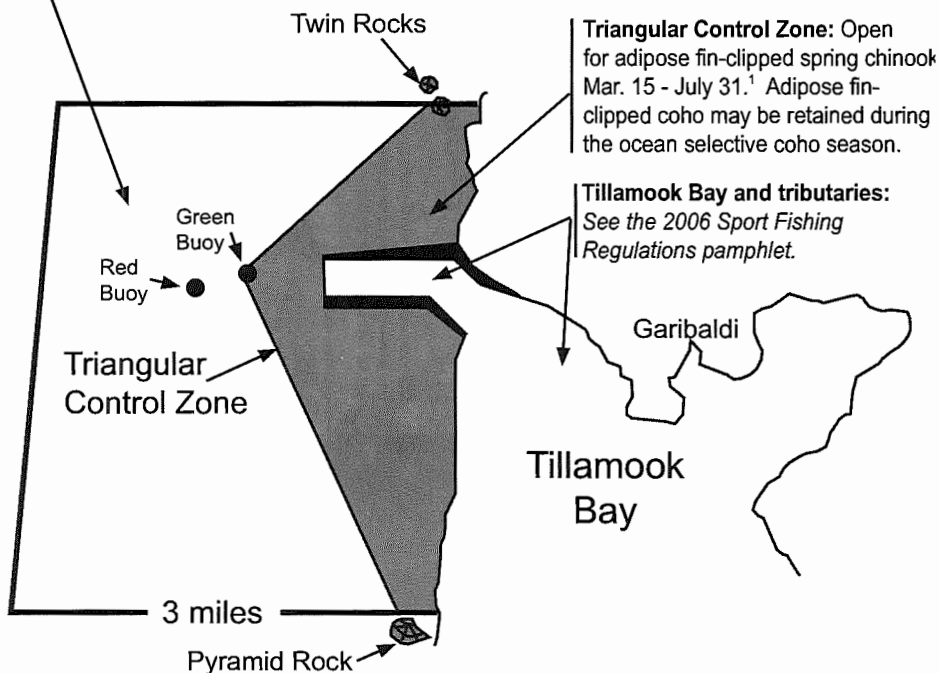 Twin Rocks
Triangular Control Zone: Open
for adipose fin-clipped spring chinook
Mar. 15 - July 31.¹ Adipose fin-
clipped coho may be retained during
the ocean selective coho season.
Tillamook Bay and tributaries:
See the 2006 Sport Fishing
Regulations pamphlet.
Green
Buoy
Red
Buoy
Garibaldi
Triangular
Control Zone
Tillamook
Bay
3 miles
Pyramid Rock